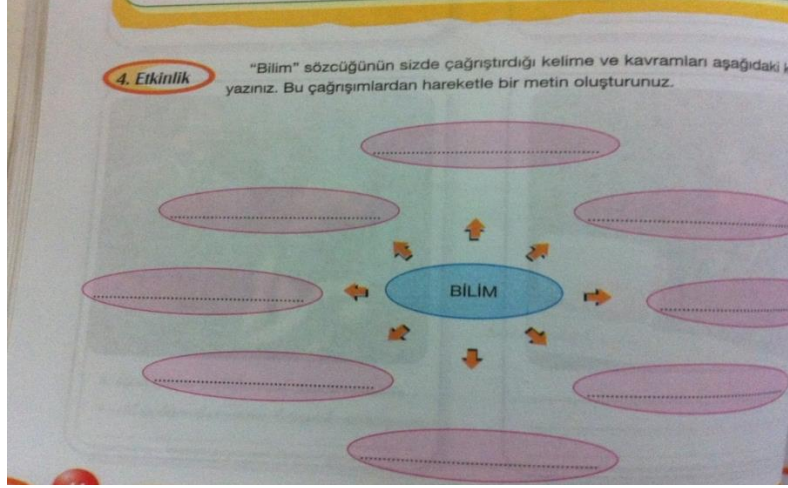 4. Etkinlik
"Bilim" sözcüğünün sizde çağrıştırdığı kelime ve kavramları aşağıdaki
yazınız. Bu çağrışımlardan hareketle bir metin oluşturunuz.
BİLİM